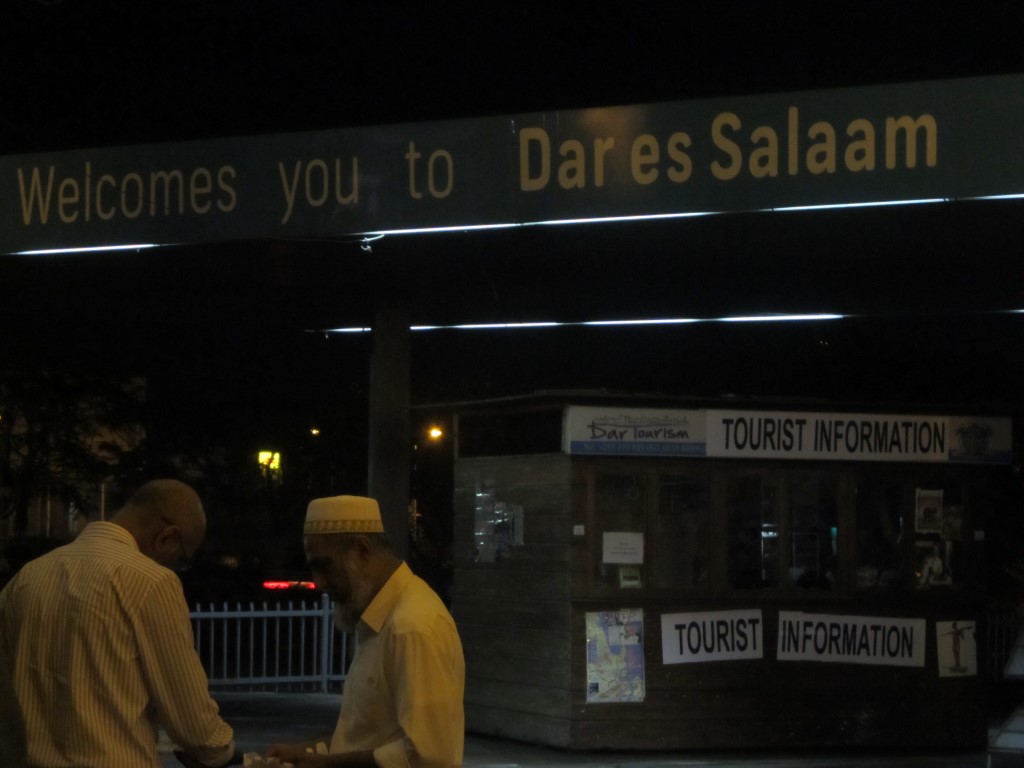 Welcomes you to Dar es Salaam
Dar Tourism TOURIST INFORMATION
TOURIST INFORMATION